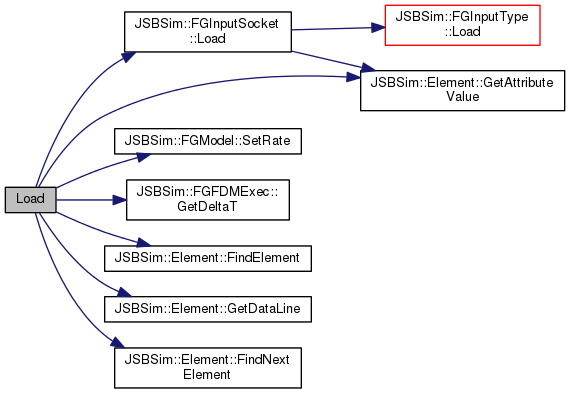 JSBSim::FGInputSocket
::Load
JSBSim::FGInputType
::Load
JSBSim::Element::GetAttribute
Value
JSBSim::FGModel::SetRate
Load
JSBSim::FGFDMExec::
GetDeltaT
JSBSim::Element::FindElement
JSBSim::Element::GetDataLine
JSBSim::Element::FindNext
Element